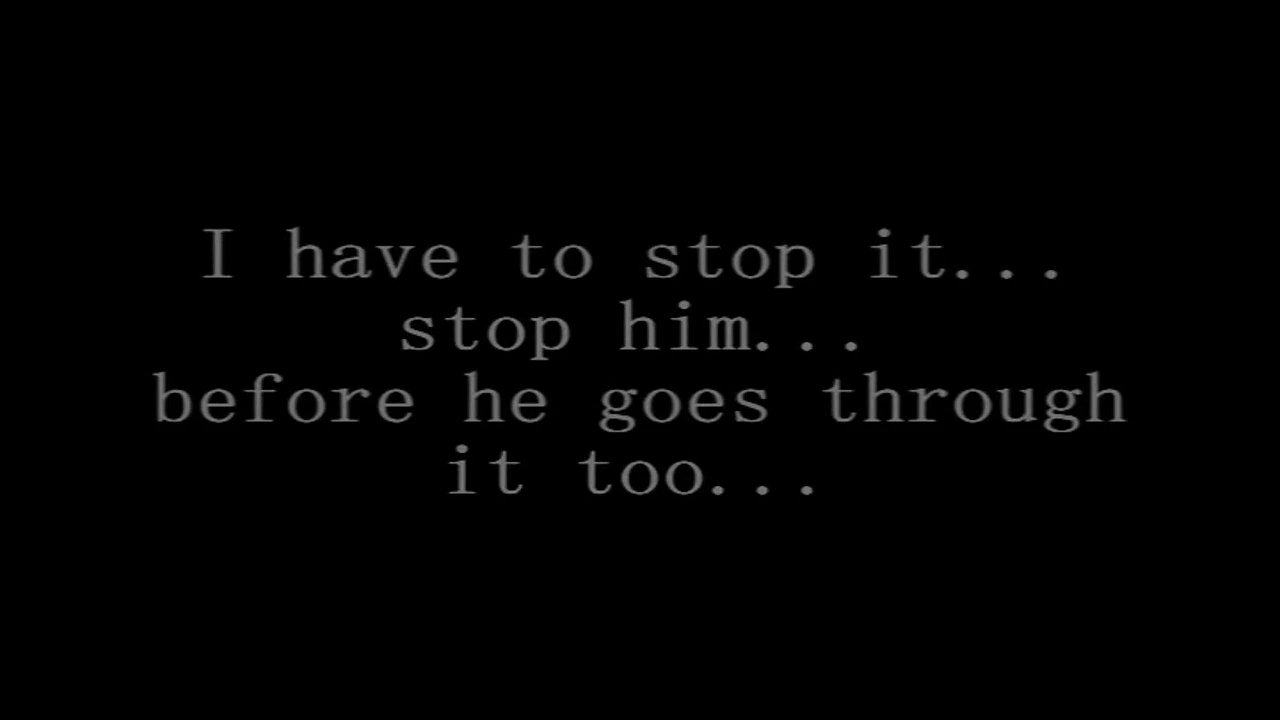 I have to stop it...
stop him...
before he goes through
it too...